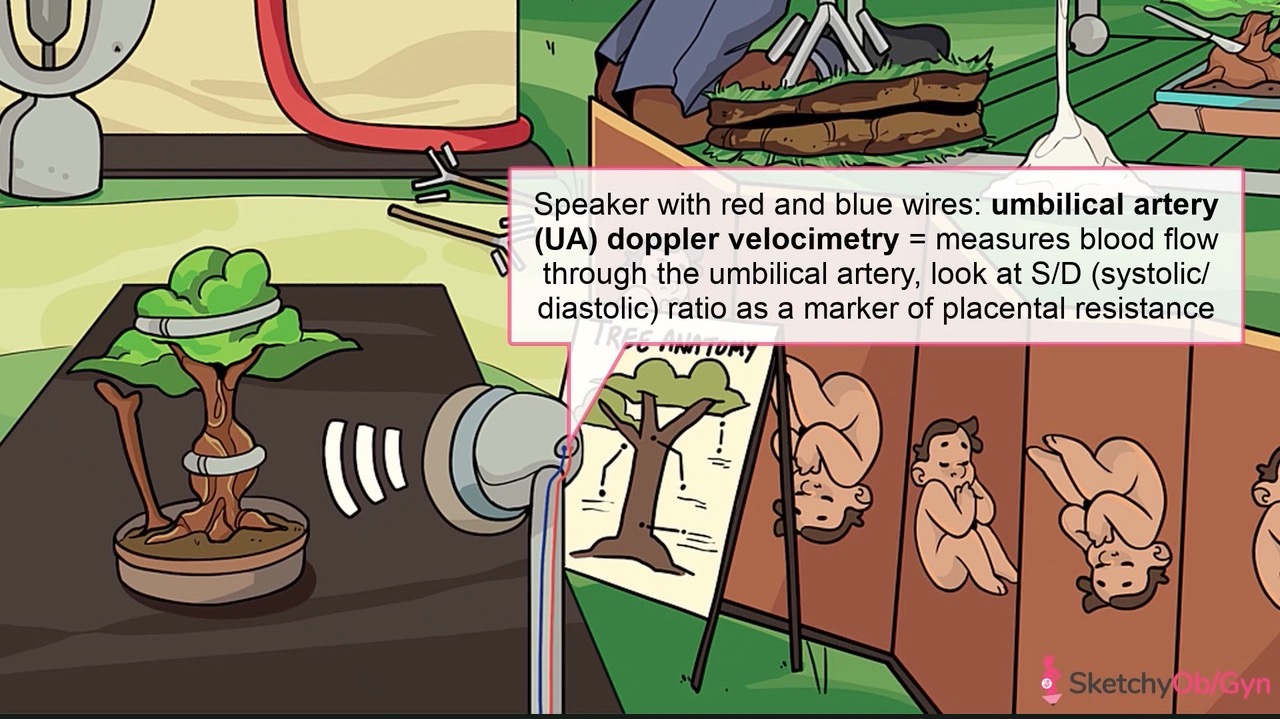 Speaker with red and blue wires: umbilical artery
(UA) doppler velocimetry = measures blood flow
through the umbilical artery, look at S/D (systolic/
diastolic) ratio as a marker of placental resistance
TREE ANATOMY
SketchyOb/Gyn